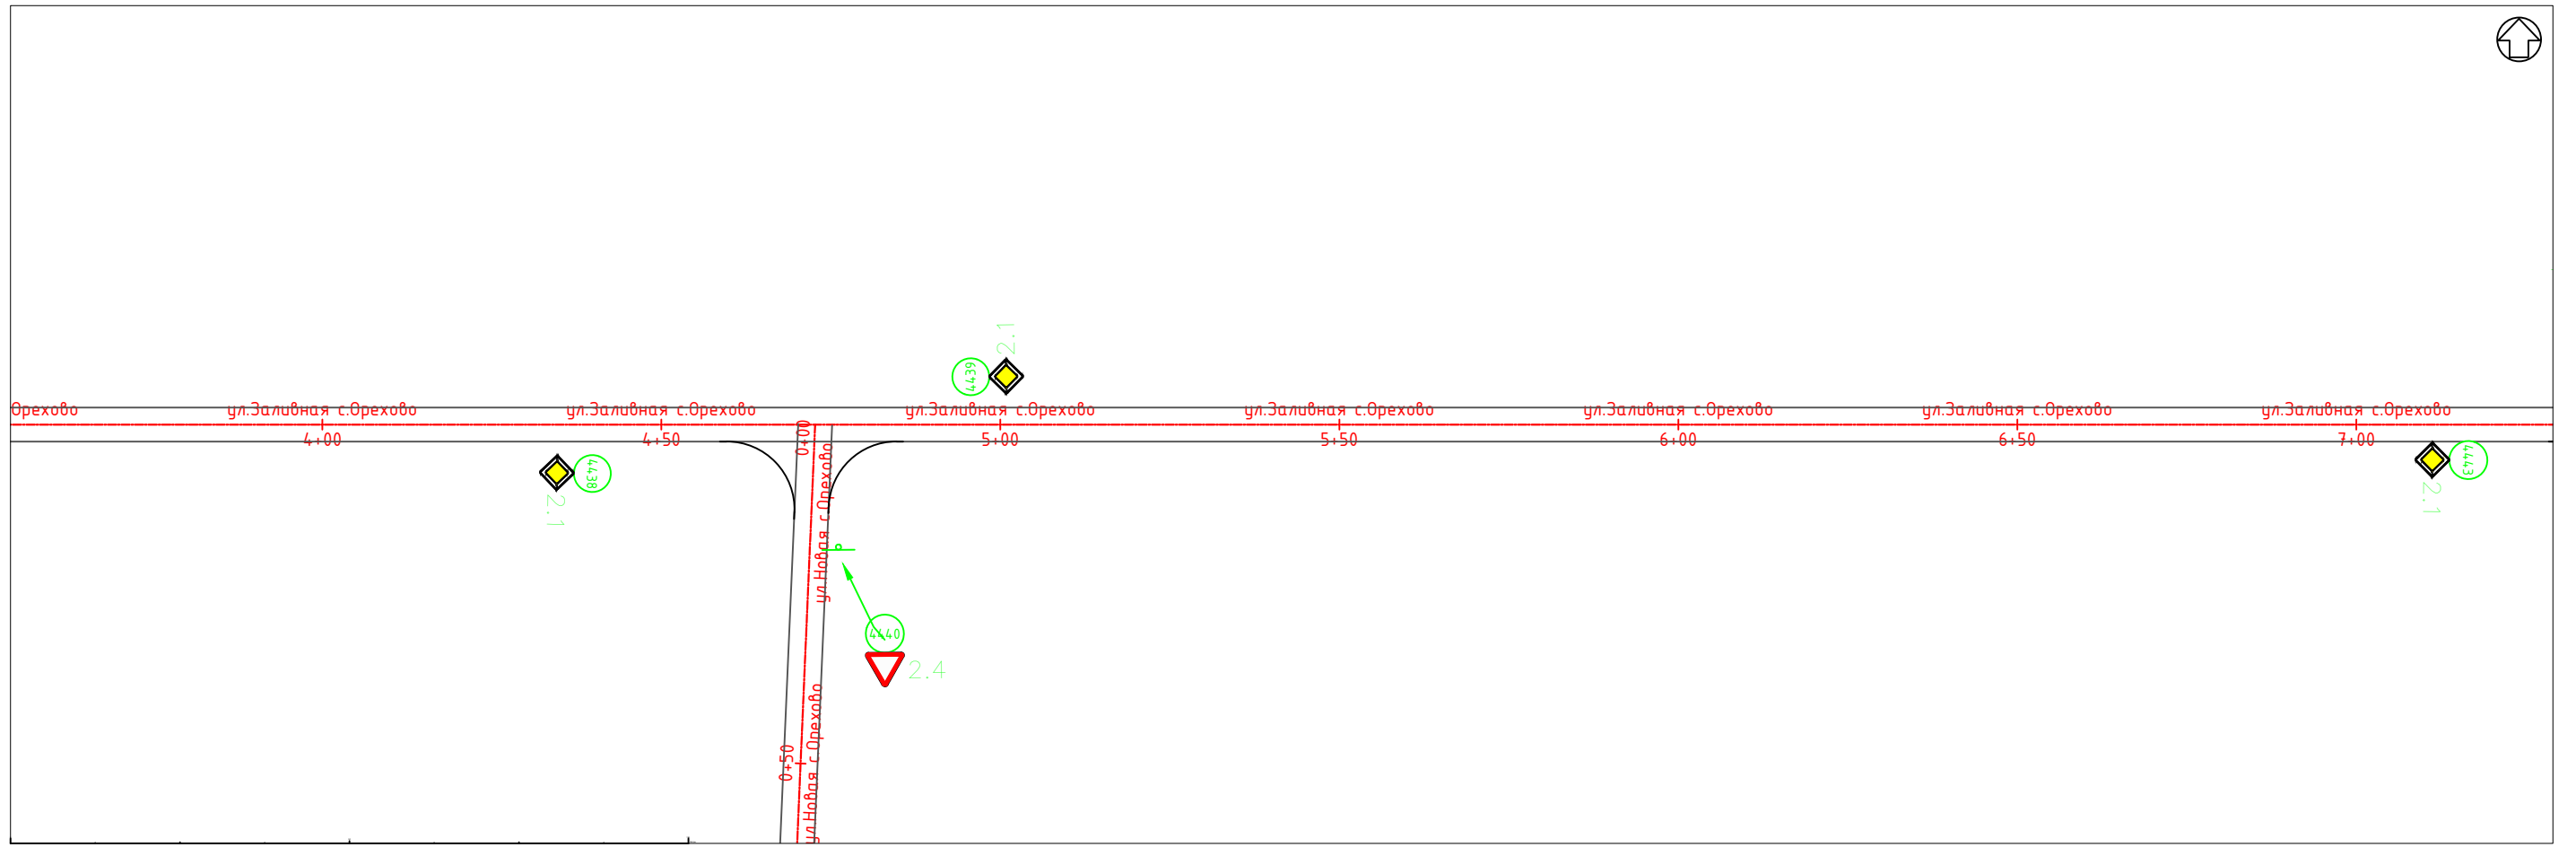 2.1
4439
Орехово
ул.Заливная с.Орехово
ул.Заливная с.Орехово
ул.Заливная с.Орехово
ул.Заливная с.Орехово
ул.Заливная с.Орехово
ул.Заливная с.Орехово
ул.Заливная с.Орехово
4+00
4+50
0+00
5+00
5+50
6+00
6+50
7+00
4438
2.1
4443
2.1
ул.Новая с.Орехово
4440
2.4
0+50
ул.Новая с.Орехово